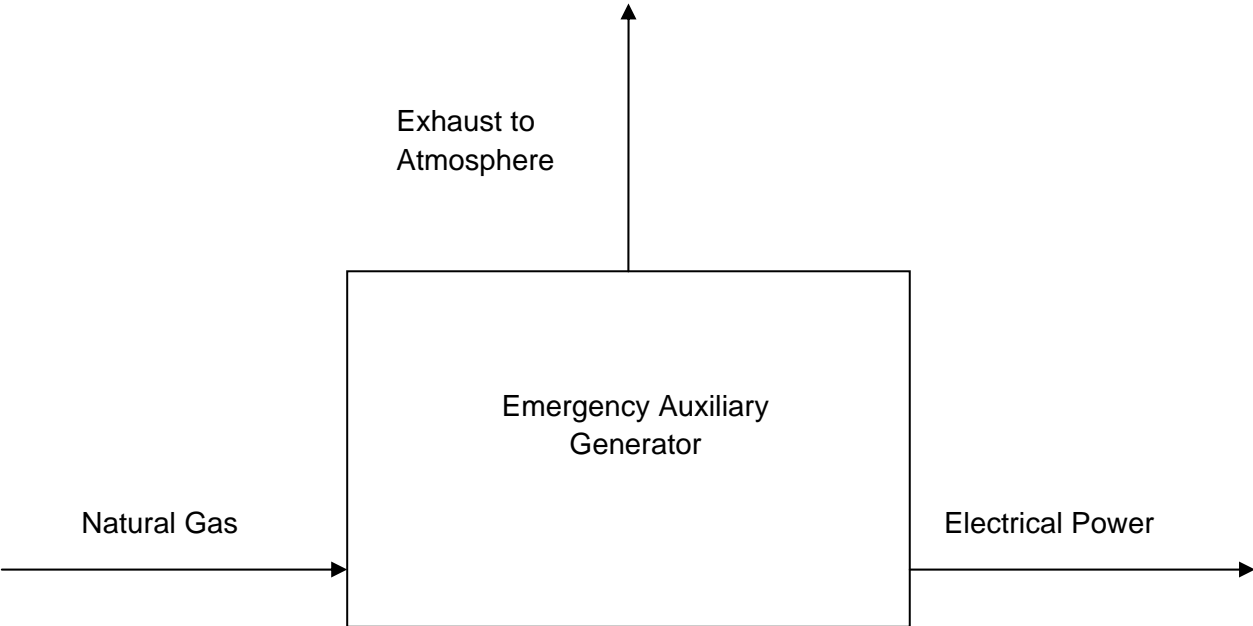 Exhaust to
Atmosphere
Emergency Auxiliary
Generator
Natural Gas
Electrical Power